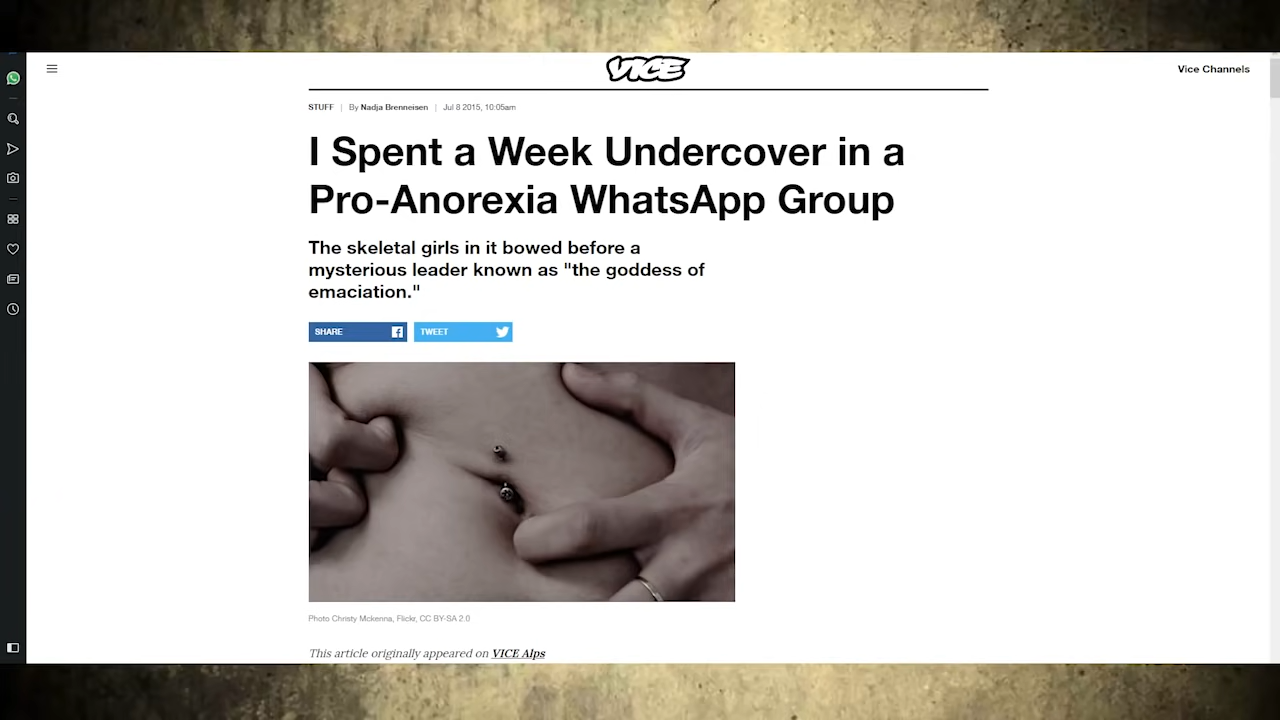 VICE
Vice Channels
STUFF | By Nadja Brenneisen | Jul 8 2015, 10:05am
I Spent a Week Undercover in a
Pro-Anorexia WhatsApp Group
The skeletal girls in it bowed before a
mysterious leader known as "the goddess of
emaciation."
SHARE
TWEET
Photo Christy Mckenna, Flickr, CC BY-SA 2.0
This article originally appeared on VICE Alps